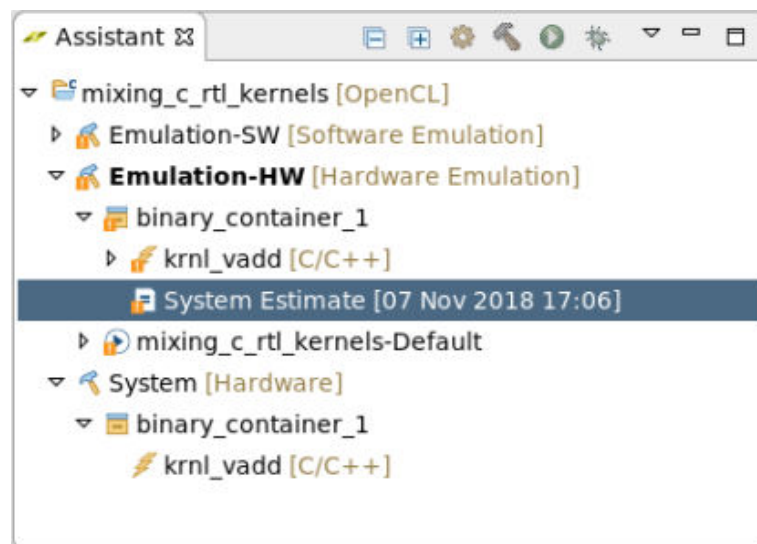 Assistant
mixing_c_rtl_kernels [OpenCL]
Emulation-SW [Software Emulation]
Emulation-HW [Hardware Emulation]
binary_container_1
krnl_vadd [C/C++]
System Estimate [07 Nov 2018 17:06]
mixing_c_rtl_kernels-Default
System [Hardware]
binary_container_1
krnl_vadd [C/C++]